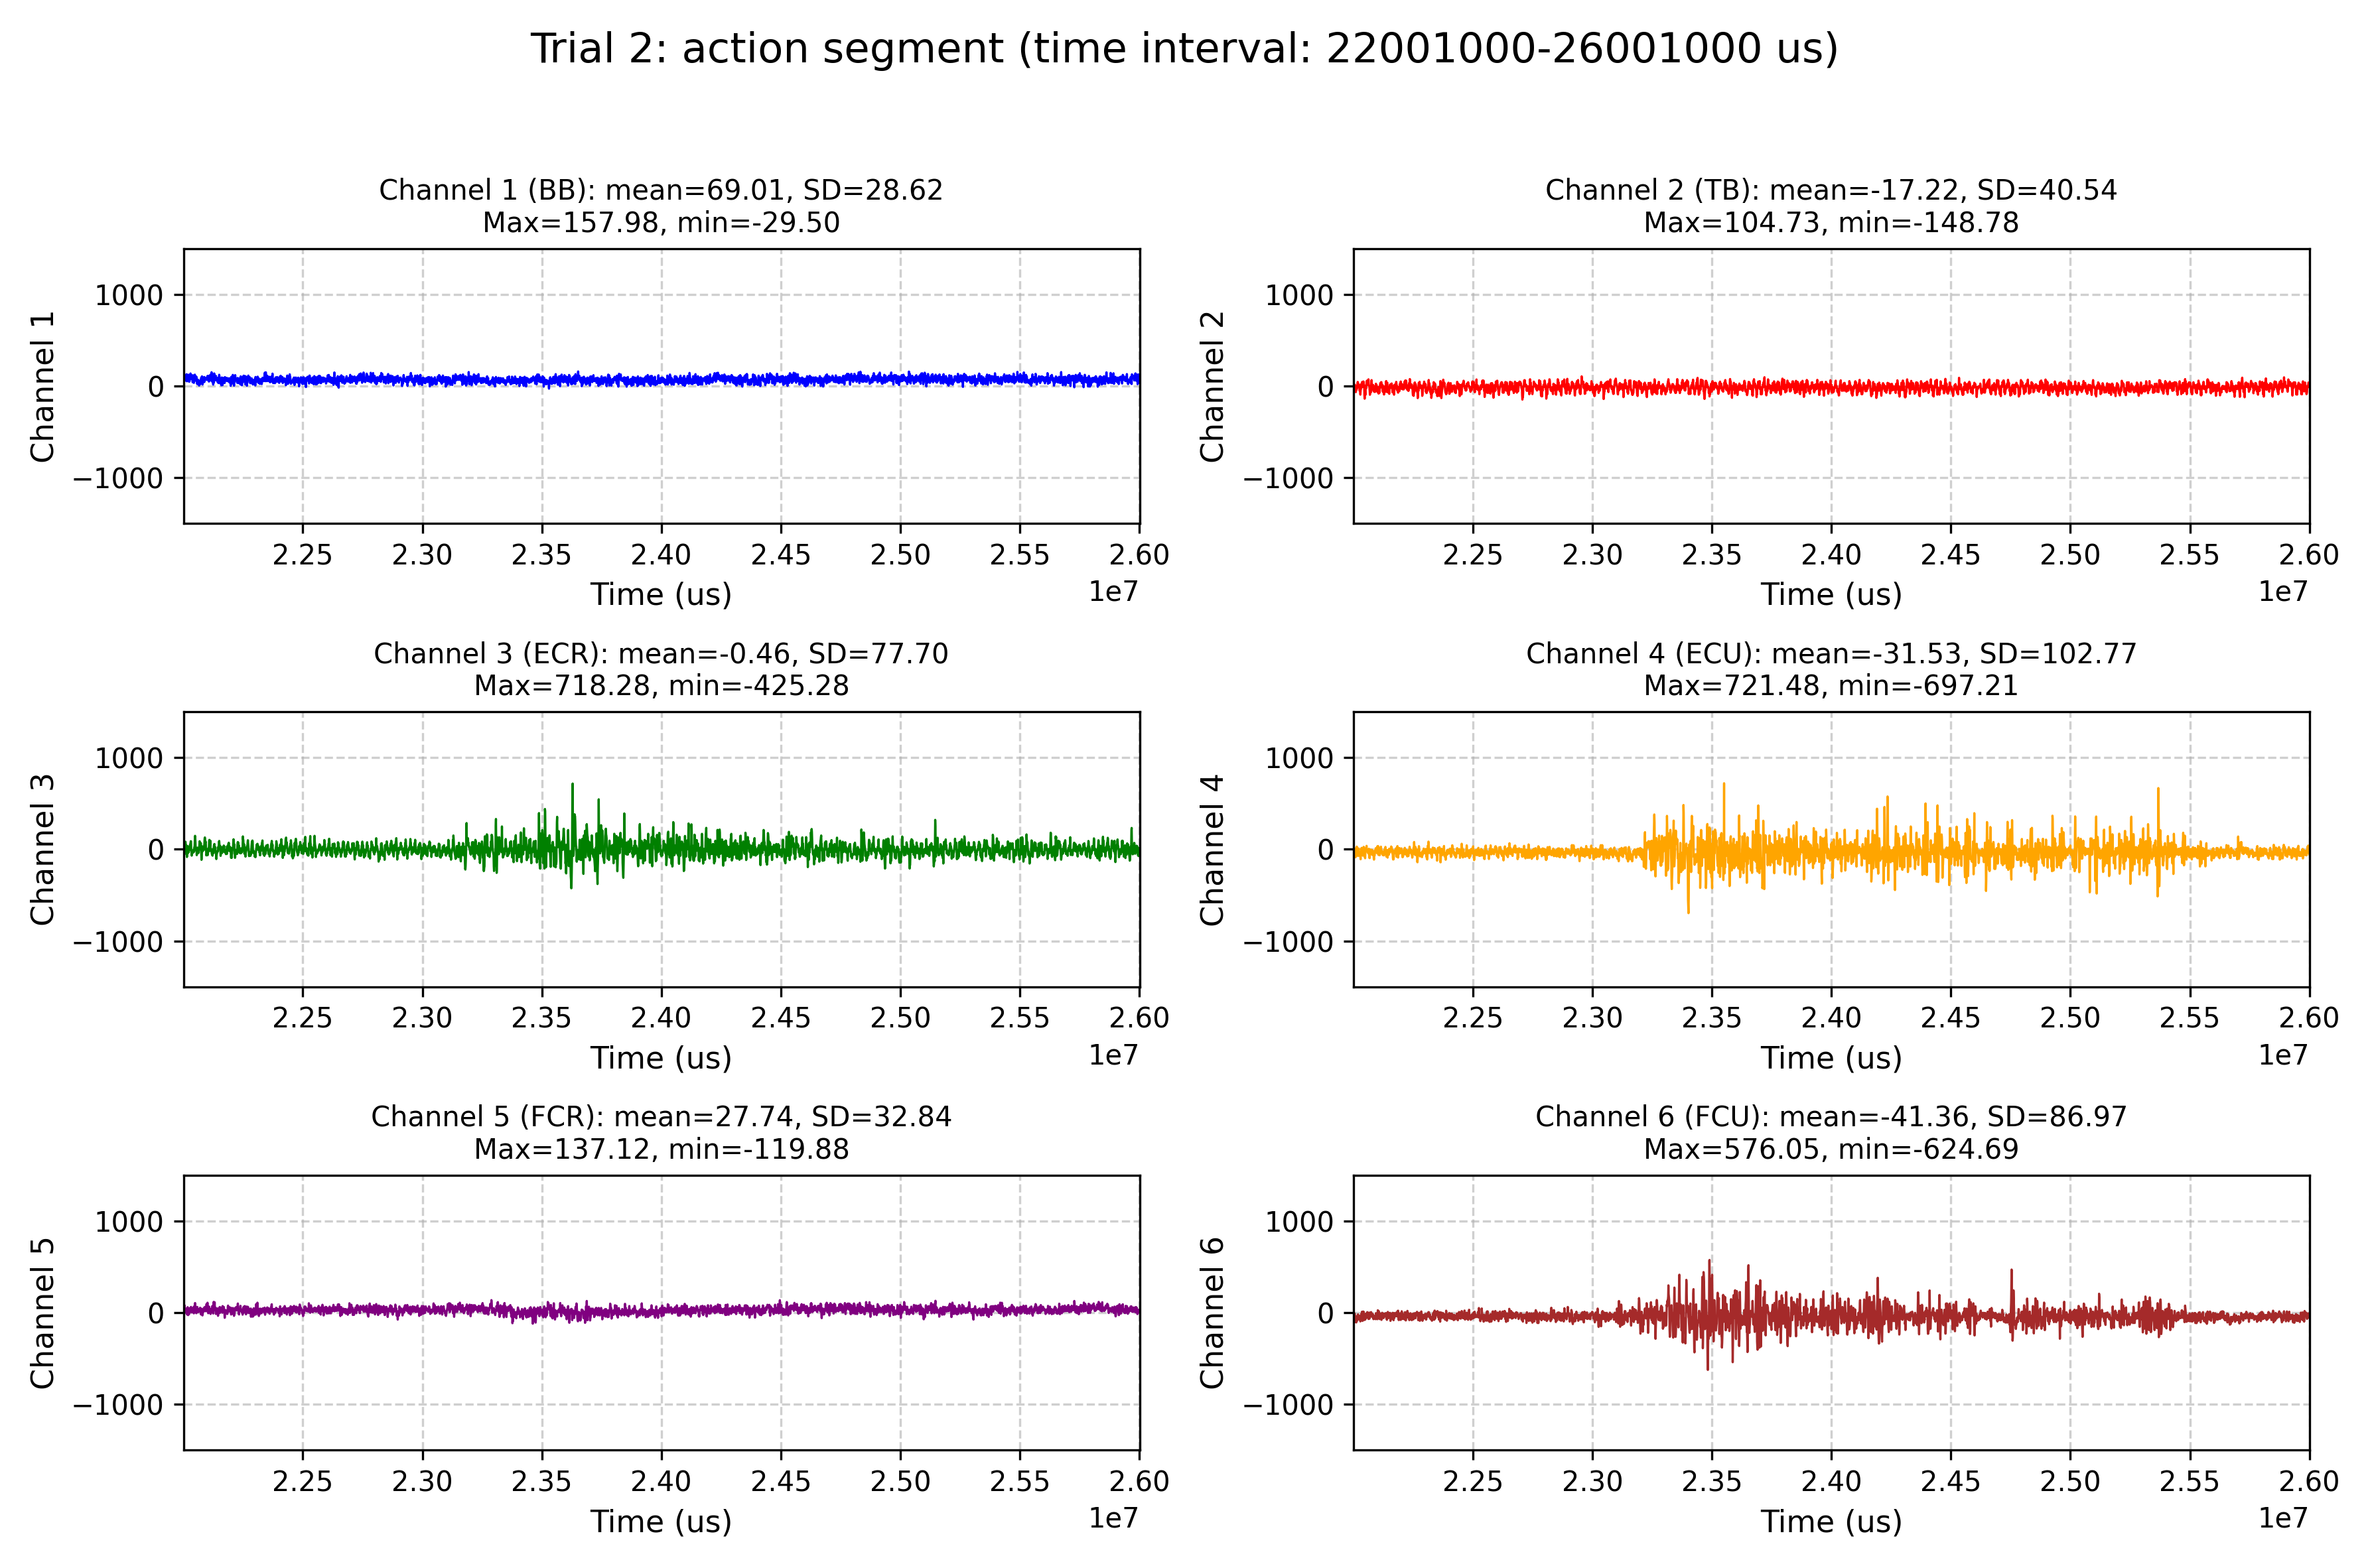 Trial 2: action segment (time interval: 22001000-26001000 us)
Channel 1 (BB): mean=69.01, SD=28.62
Max=157.98, min=-29.50
Channel 1
1000
0
−1000
2.25 2.30 2.35 2.40 2.45 2.50 2.55 2.60
Time (us)
1e7
Channel 2 (TB): mean=-17.22, SD=40.54
Max=104.73, min=-148.78
Channel 2
1000
0
−1000
2.25 2.30 2.35 2.40 2.45 2.50 2.55 2.60
Time (us)
1e7
Channel 3 (ECR): mean=-0.46, SD=77.70
Max=718.28, min=-425.28
Channel 3
1000
0
−1000
2.25 2.30 2.35 2.40 2.45 2.50 2.55 2.60
Time (us)
1e7
Channel 4 (ECU): mean=-31.53, SD=102.77
Max=721.48, min=-697.21
Channel 4
1000
0
−1000
2.25 2.30 2.35 2.40 2.45 2.50 2.55 2.60
Time (us)
1e7
Channel 5 (FCR): mean=27.74, SD=32.84
Max=137.12, min=-119.88
Channel 5
1000
0
−1000
2.25 2.30 2.35 2.40 2.45 2.50 2.55 2.60
Time (us)
1e7
Channel 6 (FCU): mean=-41.36, SD=86.97
Max=576.05, min=-624.69
Channel 6
1000
0
−1000
2.25 2.30 2.35 2.40 2.45 2.50 2.55 2.60
Time (us)
1e7